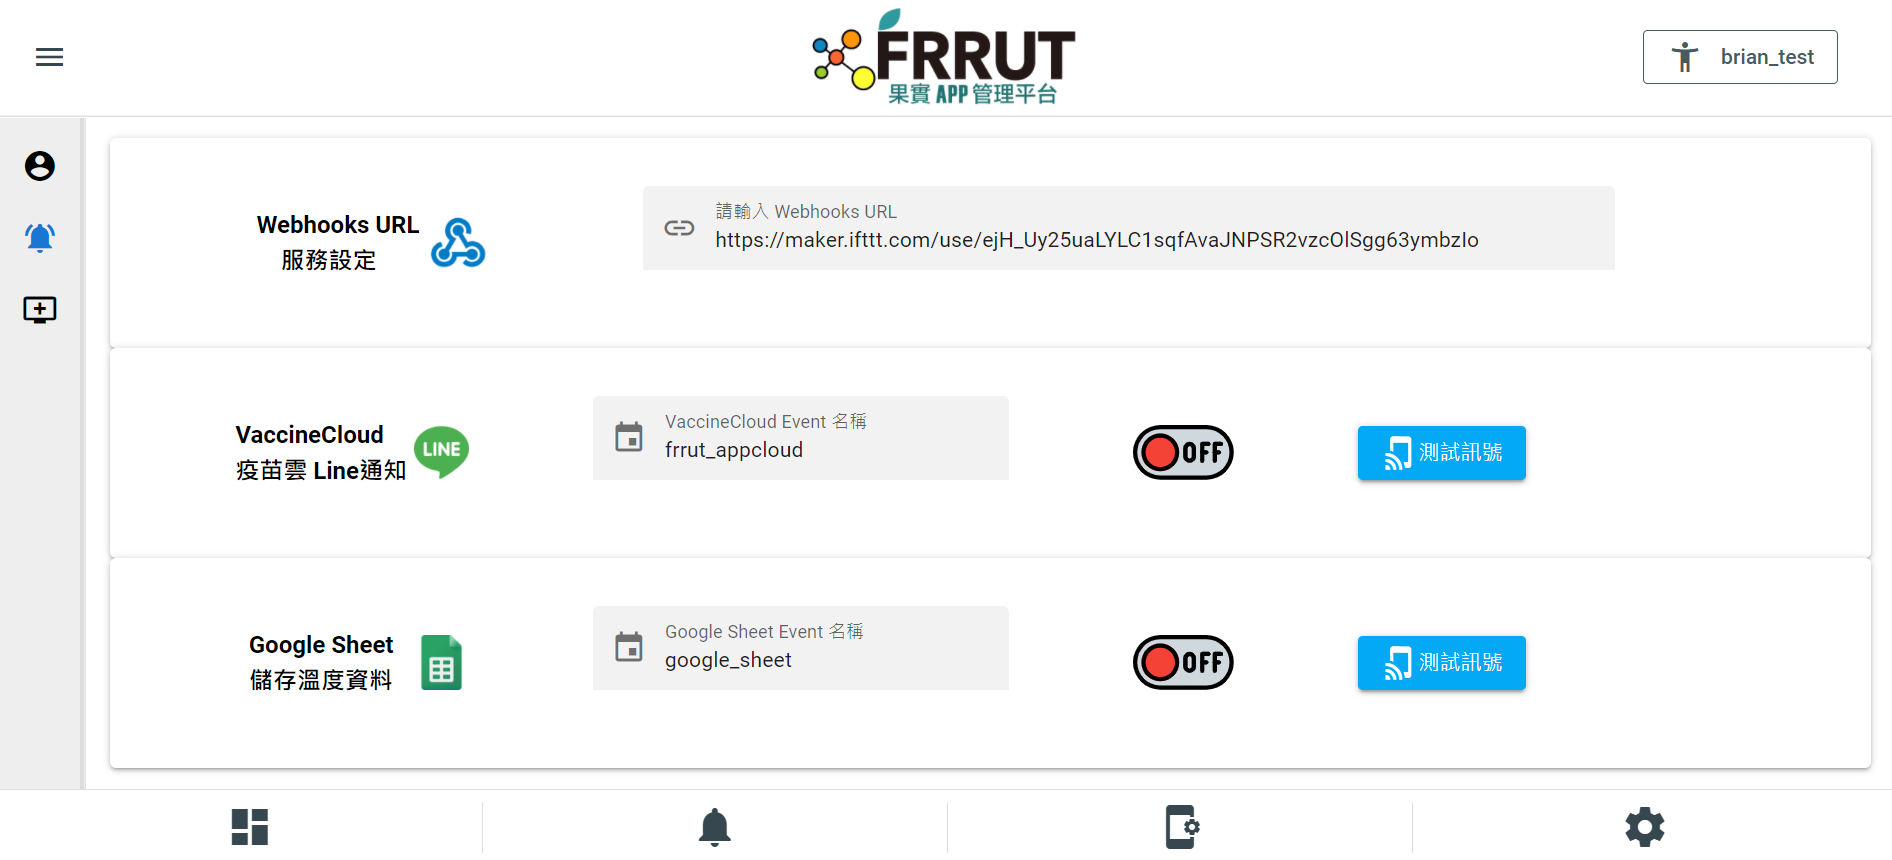 FRRUT
果實 APP 管理平台
brian_test
Webhooks URL
服務設定
請輸入 Webhooks URL
https://maker.ifttt.com/use/ejH_Uy25uaLYLC1sqfAvaJNPSR2vzcOlSgg63ymbzIo
VaccineCloud
疫苗雲 Line通知
LINE
VaccineCloud Event 名稱
frrut_appcloud
OFF
測試訊號
Google Sheet
儲存溫度資料
Google Sheet Event 名稱
google_sheet
OFF
測試訊號